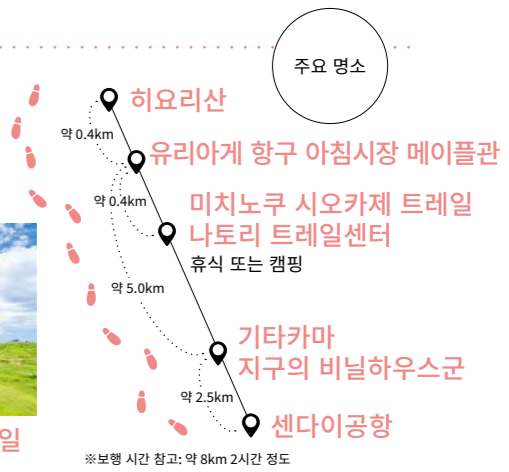 주요 명소
히요리산
약 0.4km
유리아게 항구 아침시장 메이플관
약 0.4km
미치노쿠 시오카제 트레일
나토리 트레일센터
휴식 또는 캠핑
약 5.0km
기타카마
지구의 비닐하우스군
약 2.5km
센다이공항
일
※보행 시간 참고: 약 8km 2시간 정도